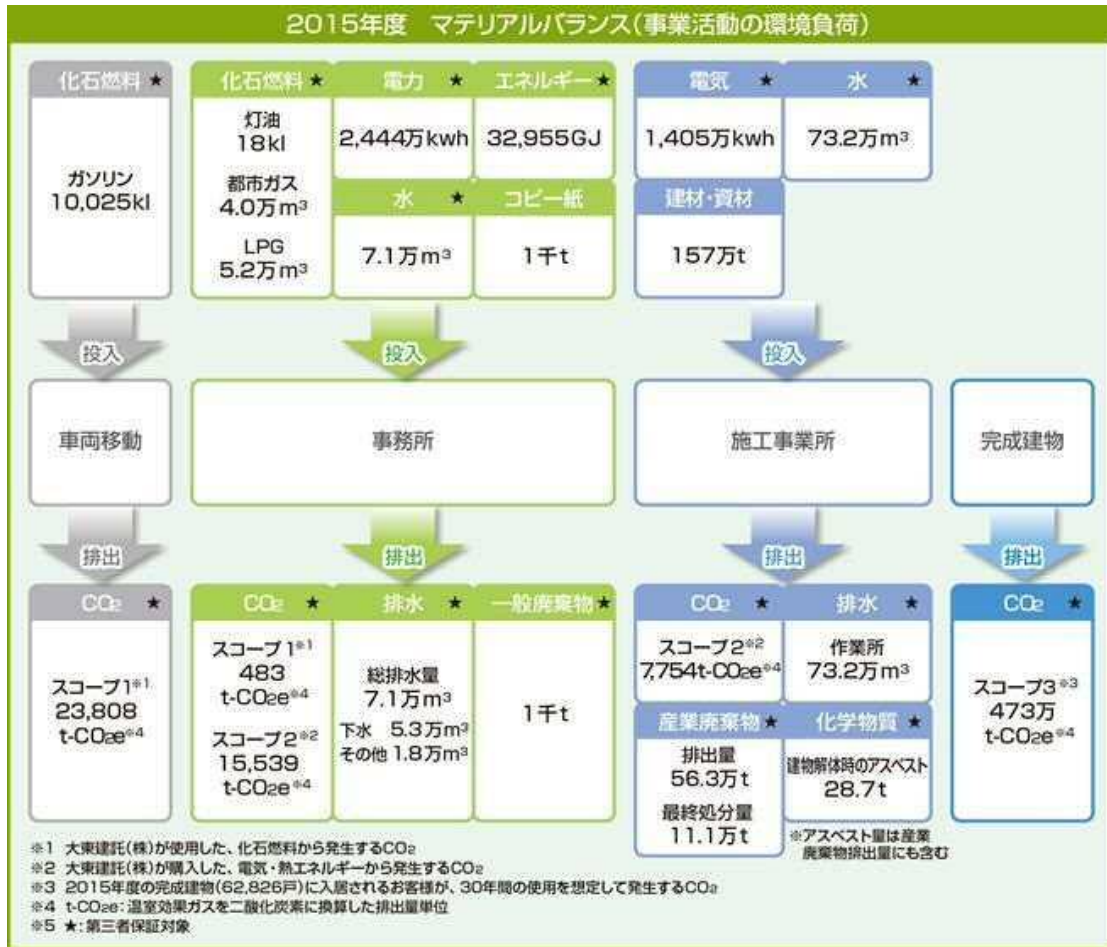 2015年度 マテリアルバランス(事業活動の環境負荷)
化石燃料 ★
ガソリン
10,025kl
化石燃料 ★
灯油
18kl
都市ガス
4.0万m³
LPG
5.2万m³
電力 ★
2,444万kwh
エネルギー ★
32,955GJ
水 ★
7.1万m³
コピー紙
1千t
電気 ★
1,405万kwh
水 ★
73.2万m³
建材・資材
157万t
投入
投入
投入
車両移動
事務所
施工事業所
完成建物
排出
排出
排出
排出
CO₂ ★
スコープ1※1
23,808
t-CO₂e※4
CO₂ ★
スコープ1※1
483
t-CO₂e※4
スコープ2※2
15,539
t-CO₂e※4
排水 ★
総排水量
7.1万m³
下水 5.3万m³
その他 1.8万m³
一般廃棄物★
1千t
CO₂ ★
スコープ2※2
7,754t-CO₂e※4
排水 ★
作業所
73.2万m³
産業廃棄物★
排出量
56.3万t
最終処分量
11.1万t
化学物質 ★
建物解体時のアスベスト
28.7t
※アスベスト量は産業
廃棄物排出量にも含む
CO₂ ★
スコープ3※3
473万
t-CO₂e※4
※1 大東建託(株)が使用した、化石燃料から発生するCO₂
※2 大東建託(株)が購入した、電気・熱エネルギーから発生するCO₂
※3 2015年度の完成建物(62,826戸)に入居されるお客様が、30年間の使用を想定して発生するCO₂
※4 t-CO₂e:温室効果ガスを二酸化炭素に換算した排出量単位
※5 ★:第三者保証対象